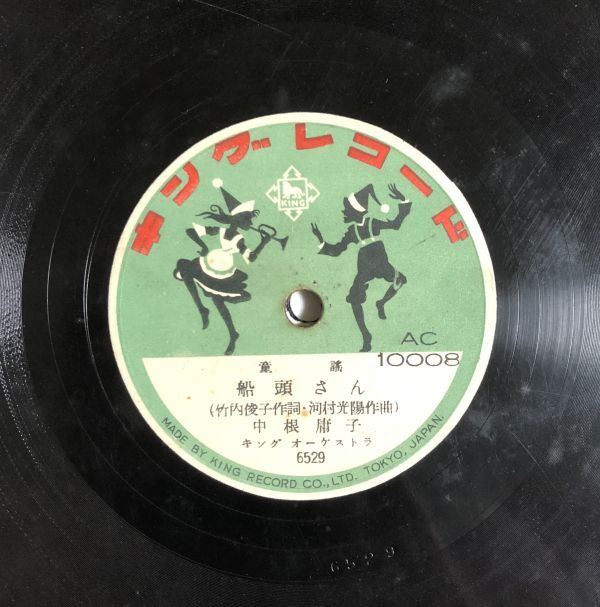 キングレコード
KING
AC
10008
童謠
船頭さん
(竹内俊子作詞・河村光陽作曲)
中根庸子
キング オーケストラ
6529
MADE BY KING RECORD CO., LTD. TOKYO, JAPAN.
6529